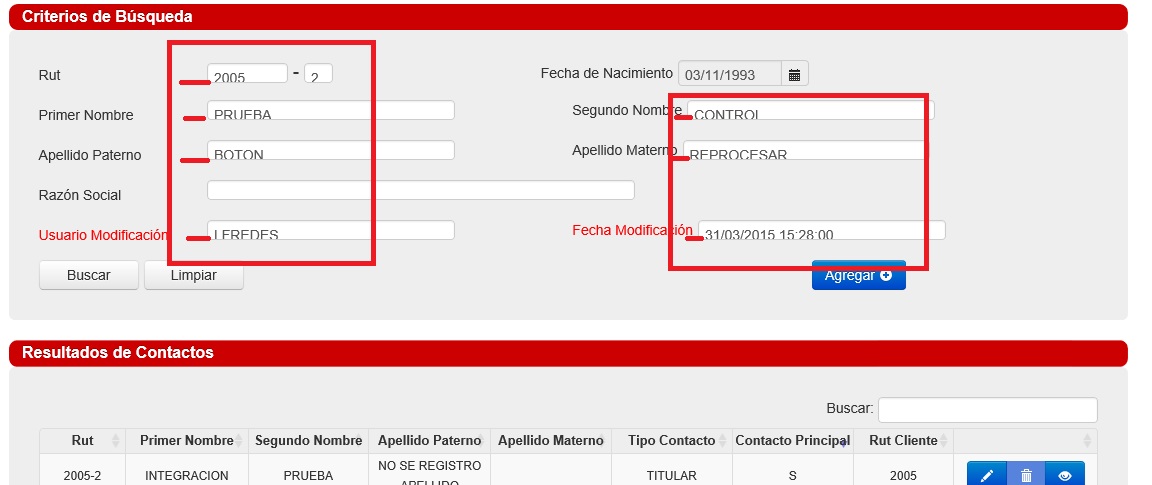 Criterios de Búsqueda
Rut 2005 - 2 Fecha de Nacimiento 03/11/1993
Primer Nombre PRUEBA Segundo Nombre CONTROL
Apellido Paterno BOTON Apellido Materno REPROCESAR
Razón Social
Usuario Modificación LEREDES Fecha Modificación 31/03/2015 15:28:00
Buscar Limpiar Agregar
Resultados de Contactos
Buscar:
Rut Primer Nombre Segundo Nombre Apellido Paterno Apellido Materno Tipo Contacto Contacto Principal Rut Cliente
2005-2 INTEGRACION PRUEBA NO SE REGISTRO TITULAR S 2005
APELLIDO